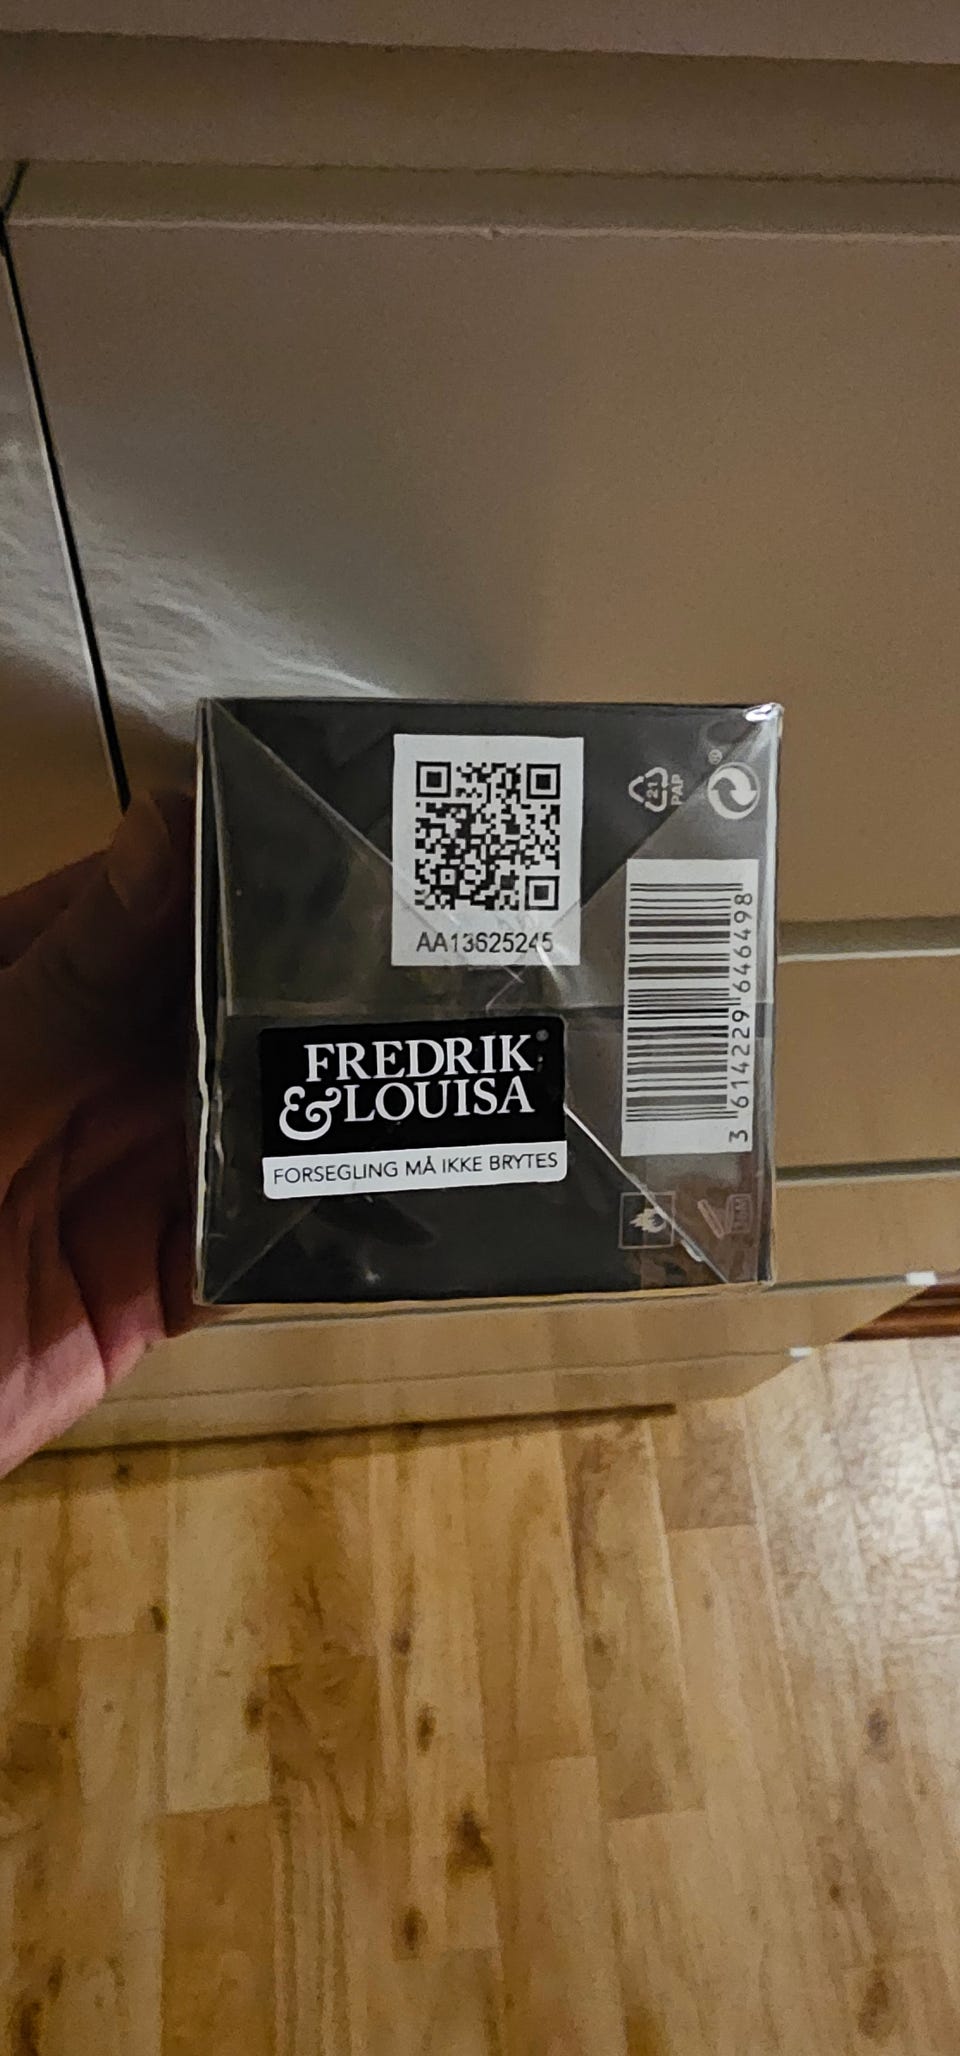 AA13625245
21
PAP
®
3 614229 646498
FREDRIK
&LOUISA
FORSEGLING MÅ IKKE BRYTES